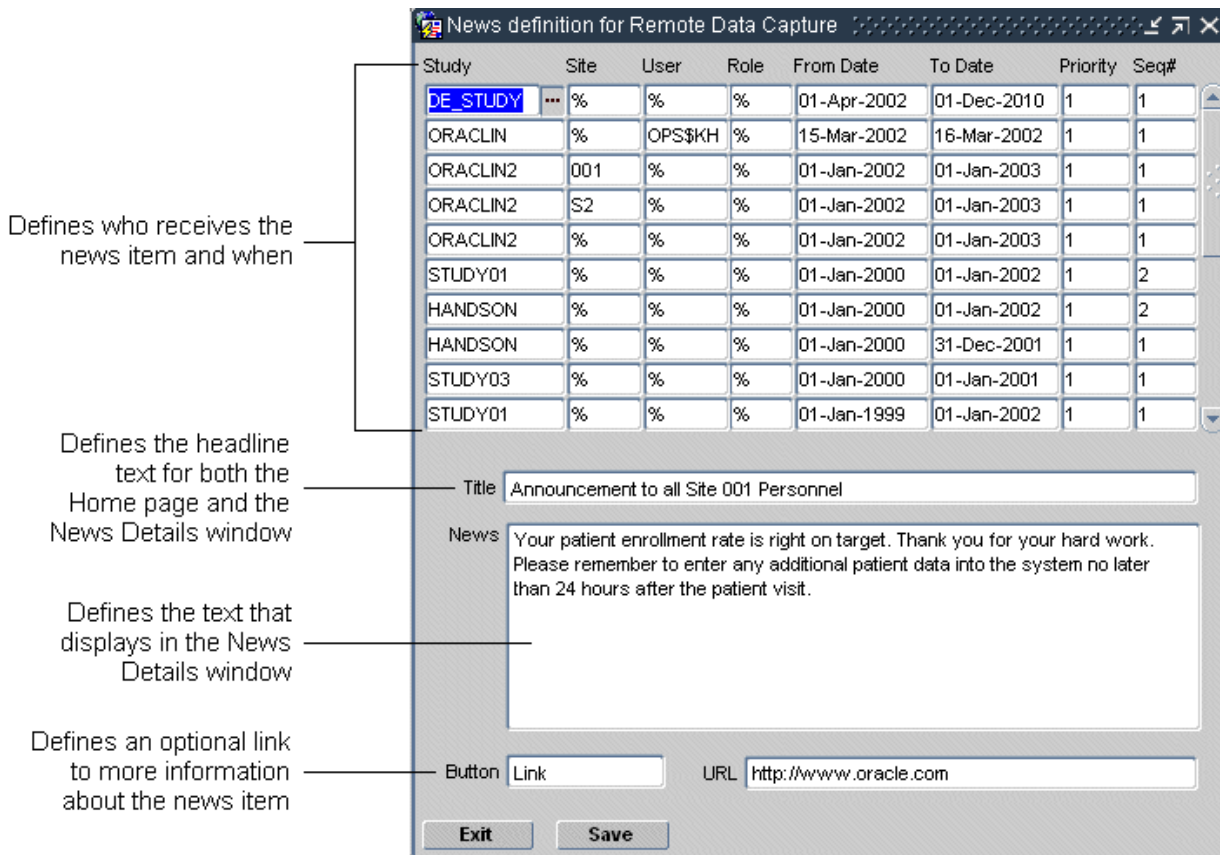 News definition for Remote Data Capture
Study Site User Role From Date To Date Priority Seq#
DE_STUDY ... % % % 01-Apr-2002 01-Dec-2010 1 1
ORACLIN % OPS$KH % 15-Mar-2002 16-Mar-2002 1 1
ORACLIN2 001 % % 01-Jan-2002 01-Jan-2003 1 1
ORACLIN2 S2 % % 01-Jan-2002 01-Jan-2003 1 1
ORACLIN2 % % % 01-Jan-2002 01-Jan-2003 1 1
STUDY01 % % % 01-Jan-2000 01-Jan-2002 1 2
HANDSON % % % 01-Jan-2000 01-Jan-2002 1 2
HANDSON % % % 01-Jan-2000 31-Dec-2001 1 1
STUDY03 % % % 01-Jan-2000 01-Jan-2001 1 1
STUDY01 % % % 01-Jan-1999 01-Jan-2002 1 1
Defines who receives the
news item and when
Defines the headline
text for both the
Home page and the
News Details window
Title Announcement to all Site 001 Personnel
News Your patient enrollment rate is right on target. Thank you for your hard work.
Please remember to enter any additional patient data into the system no later
than 24 hours after the patient visit.
Defines the text that
displays in the News
Details window
Defines an optional link
to more information
about the news item
Button Link URL http://www.oracle.com
Exit Save